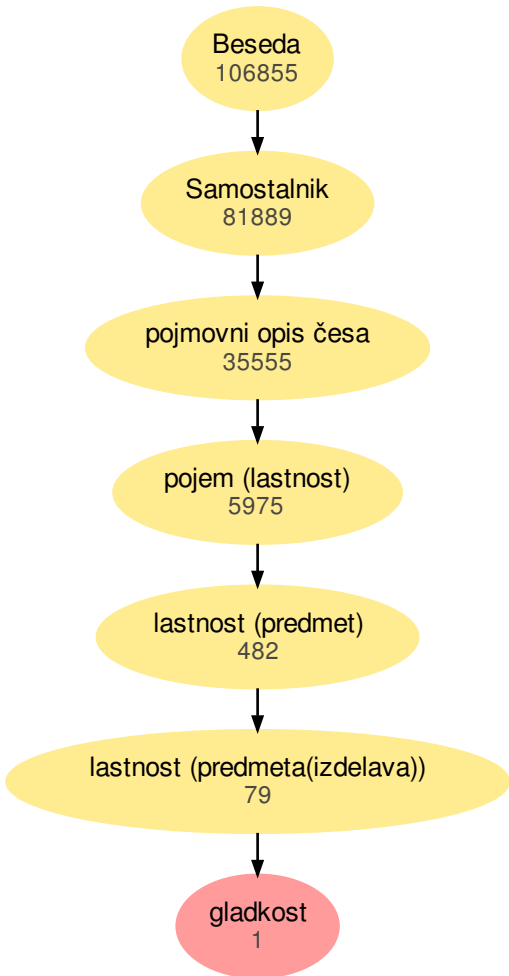 Beseda
106855
Samostalnik
81889
pojmovni opis česa
35555
pojem (lastnost)
5975
lastnost (predmet)
482
lastnost (predmeta(izdelava))
79
gladkost
1